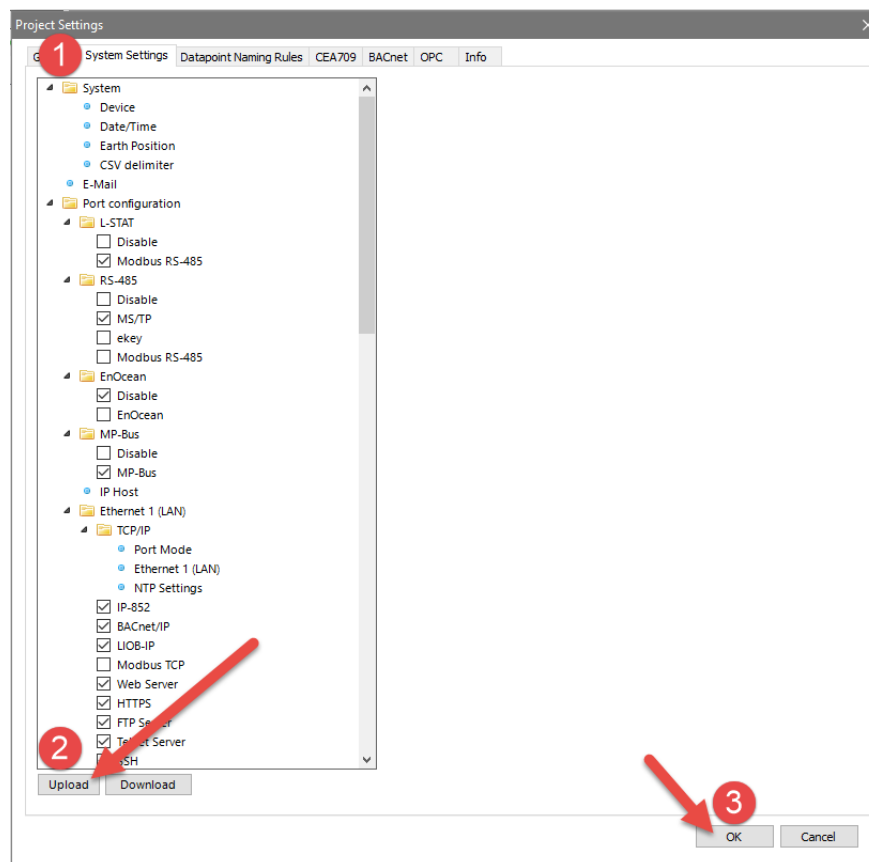 Project Settings
1
System Settings
Datapoint Naming Rules
CEA709
BACnet
OPC
Info
System
Device
Date/Time
Earth Position
CSV delimiter
E-Mail
Port configuration
L-STAT
Disable
Modbus RS-485
RS-485
Disable
MS/TP
ekey
Modbus RS-485
EnOcean
Disable
EnOcean
MP-Bus
Disable
MP-Bus
IP Host
Ethernet 1 (LAN)
TCP/IP
Port Mode
Ethernet 1 (LAN)
NTP Settings
IP-852
BACnet/IP
LIOB-IP
Modbus TCP
Web Server
HTTPS
FTP
Server
2
Upload
Download
3
OK
Cancel